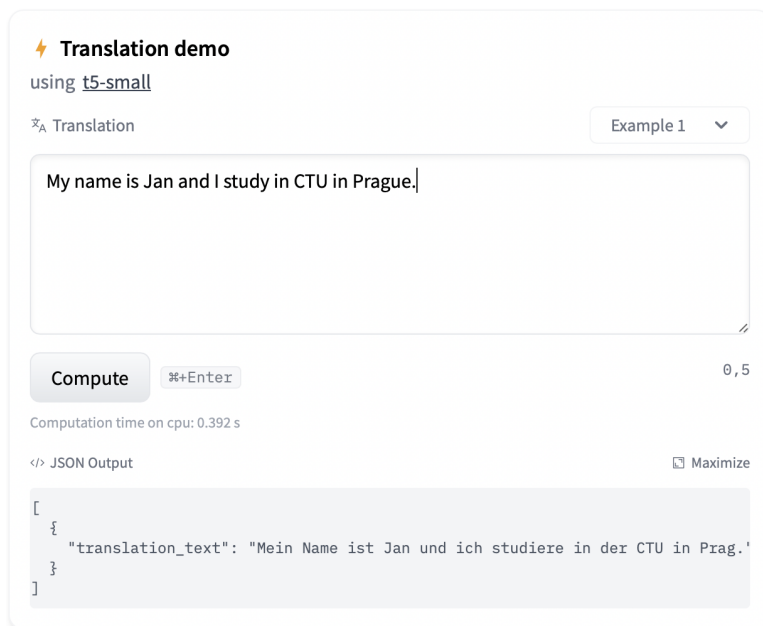 ⚡ Translation demo
using t5-small
Translation
Example 1
My name is Jan and I study in CTU in Prague.
Compute ⌘+Enter
0,5
Computation time on cpu: 0.392 s
</> JSON Output
Maximize
[
{
"translation_text": "Mein Name ist Jan und ich studiere in der CTU in Prag."
}
]